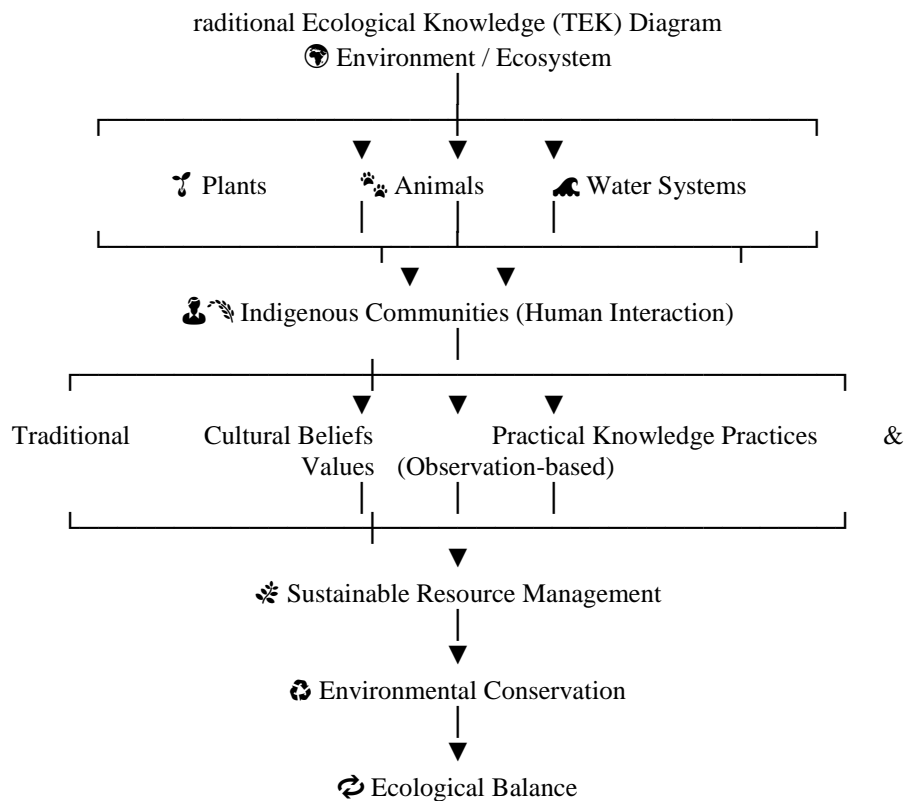 raditional Ecological Knowledge (TEK) Diagram
Environment / Ecosystem
Plants Animals Water Systems
Indigenous Communities (Human Interaction)
Traditional Cultural Beliefs Practical Knowledge Practices &
Values (Observation-based)
Sustainable Resource Management
Environmental Conservation
Ecological Balance